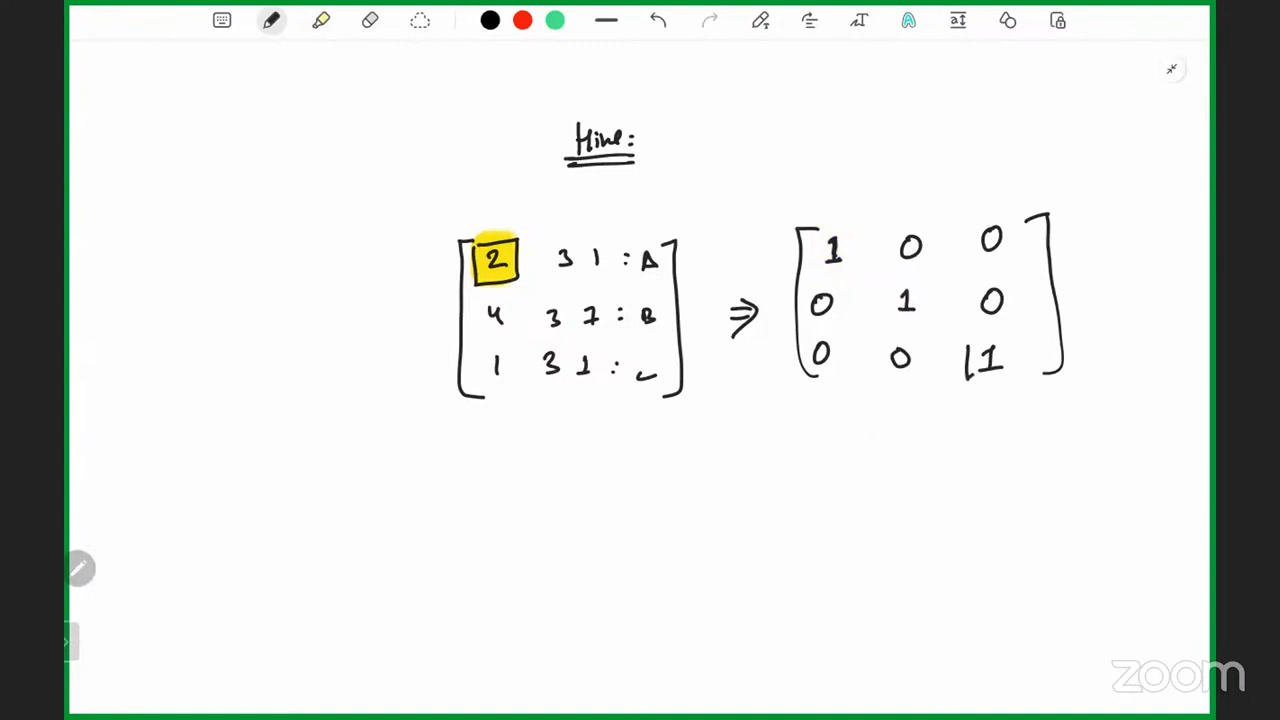 2 3 1 : A
4 3 7 : B
1 3 1 :
⇒
1 0 0
0 1 0
0 0 1
zoom